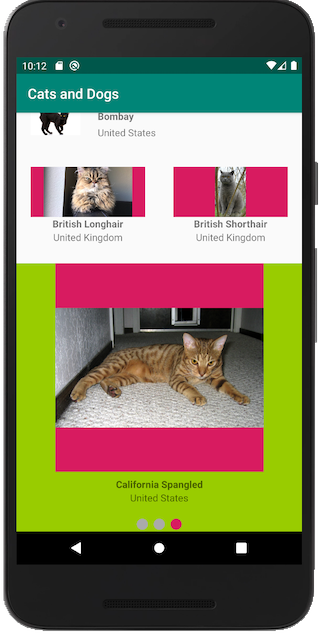 10:12
Cats and Dogs
Bombay
United States
British Longhair
British Shorthair
United Kingdom
United Kingdom
California Spangled
United States